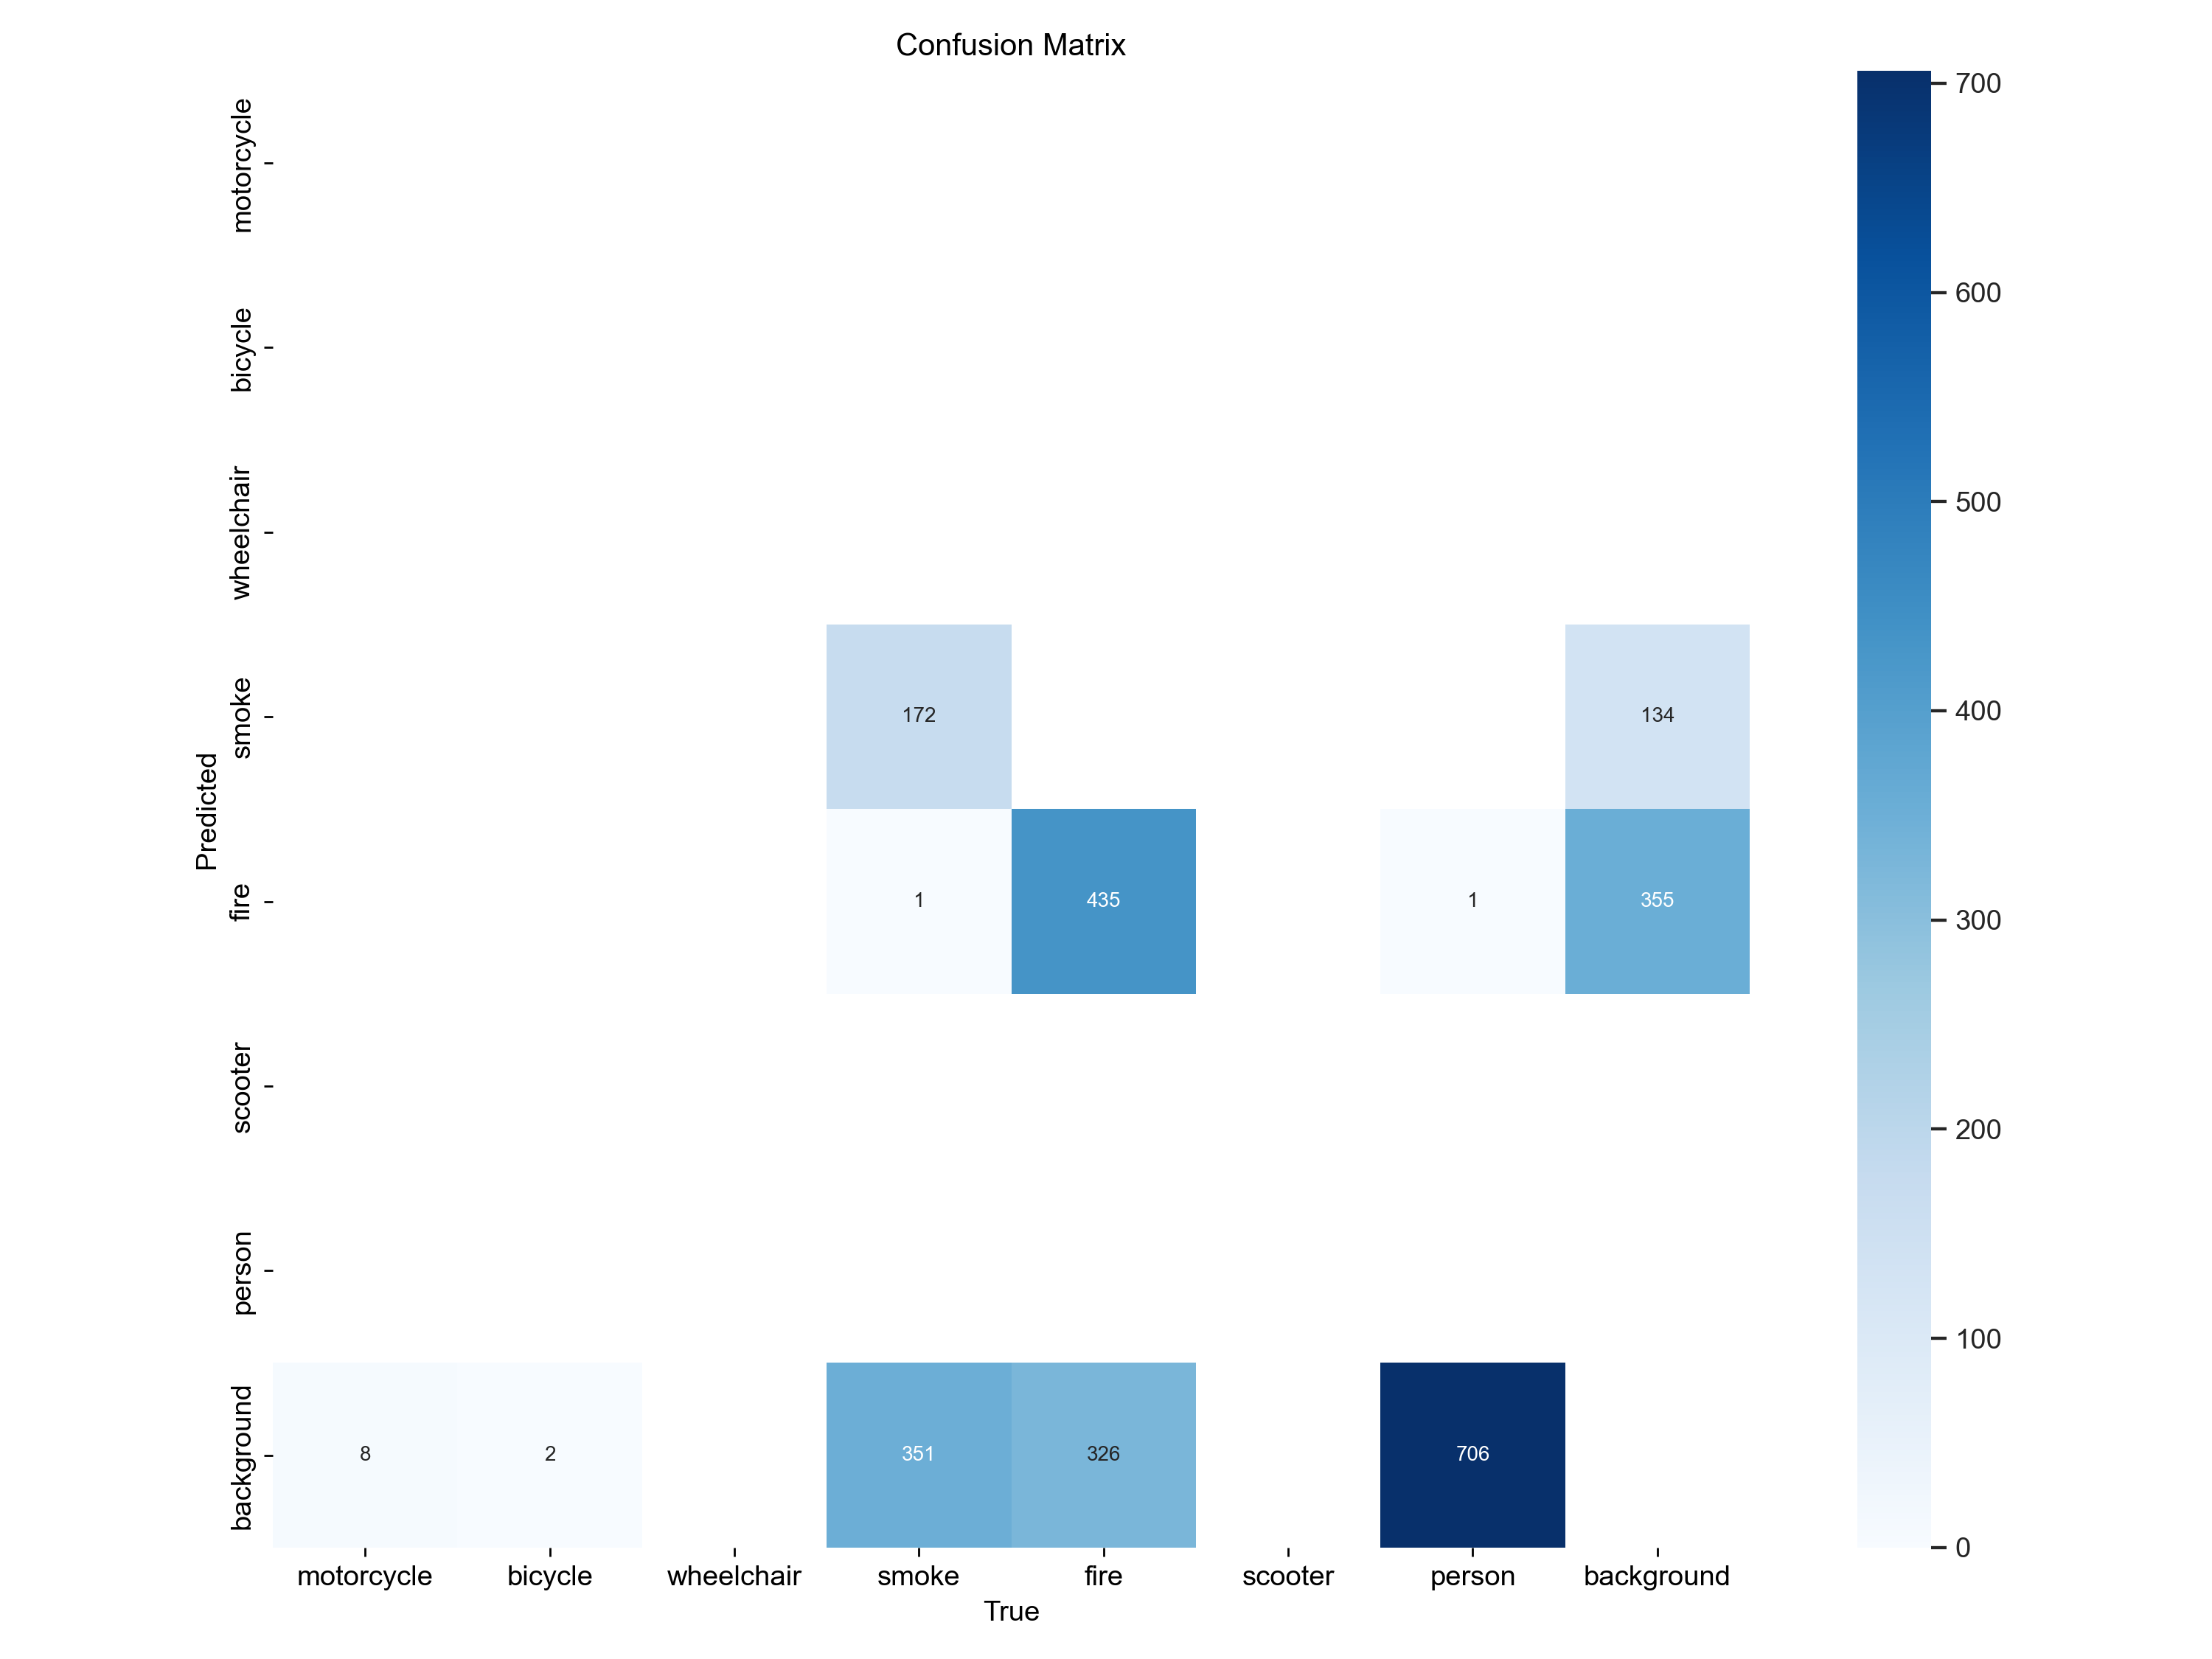 Confusion Matrix
motorcycle
bicycle
wheelchair
smoke
fire
scooter
person
background
Predicted
172
134
1
435
1
355
8
2
351
326
706
motorcycle
bicycle
wheelchair
smoke
fire
scooter
person
background
True
700
600
500
400
300
200
100
0